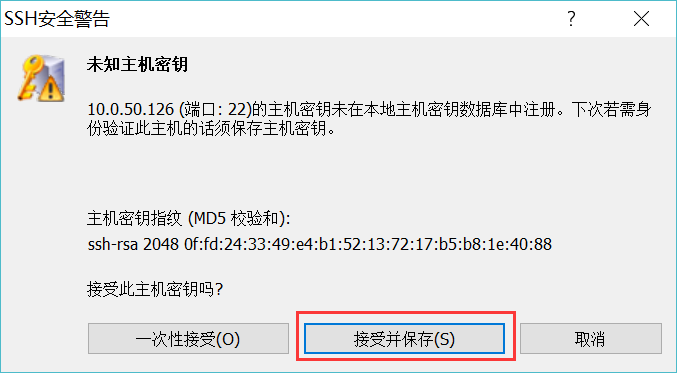 SSH安全警告
?
未知主机密钥
10.0.50.126 (端口: 22)的主机密钥未在本地主机密钥数据库中注册。下次若需身
份验证此主机的话须保存主机密钥。
主机密钥指纹 (MD5 校验和):
ssh-rsa 2048 0f:fd:24:33:49:e4:b1:52:13:72:17:b5:b8:1e:40:88
接受此主机密钥吗?
一次性接受(O) 接受并保存(S) 取消